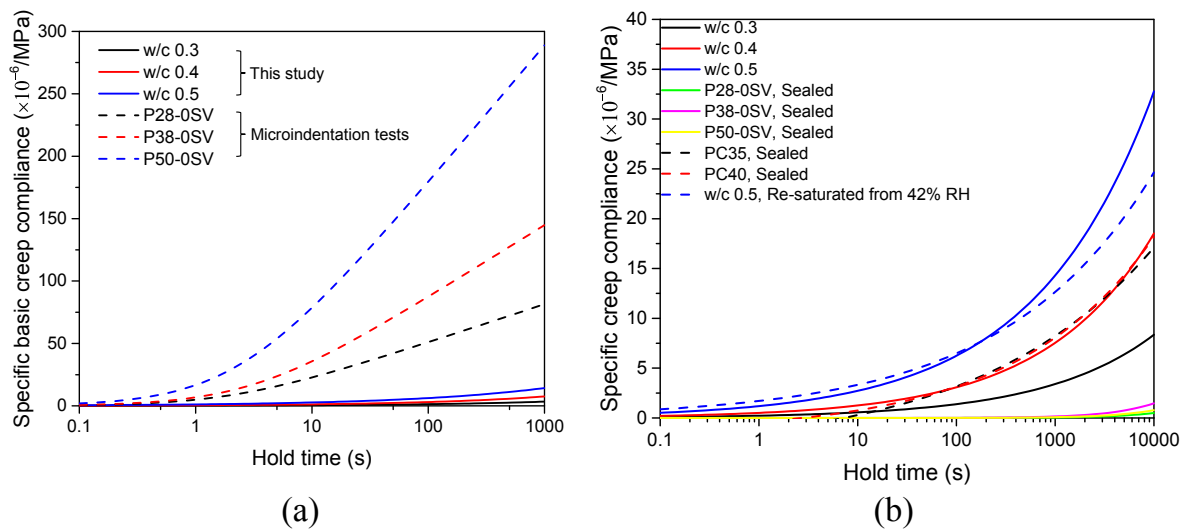 Specific basic creep compliance (×10⁻⁶/MPa)
300
250
200
150
100
50
0
w/c 0.3
w/c 0.4
w/c 0.5
This study
P28-0SV
P38-0SV
P50-0SV
Microindentation tests
0.1
1
10
100
1000
Hold time (s)
(a)
Specific creep compliance (×10⁻⁶/MPa)
40
35
30
25
20
15
10
5
0
w/c 0.3
w/c 0.4
w/c 0.5
P28-0SV, Sealed
P38-0SV, Sealed
P50-0SV, Sealed
PC35, Sealed
PC40, Sealed
w/c 0.5, Re-saturated from 42% RH
0.1
1
10
100
1000
10000
Hold time (s)
(b)